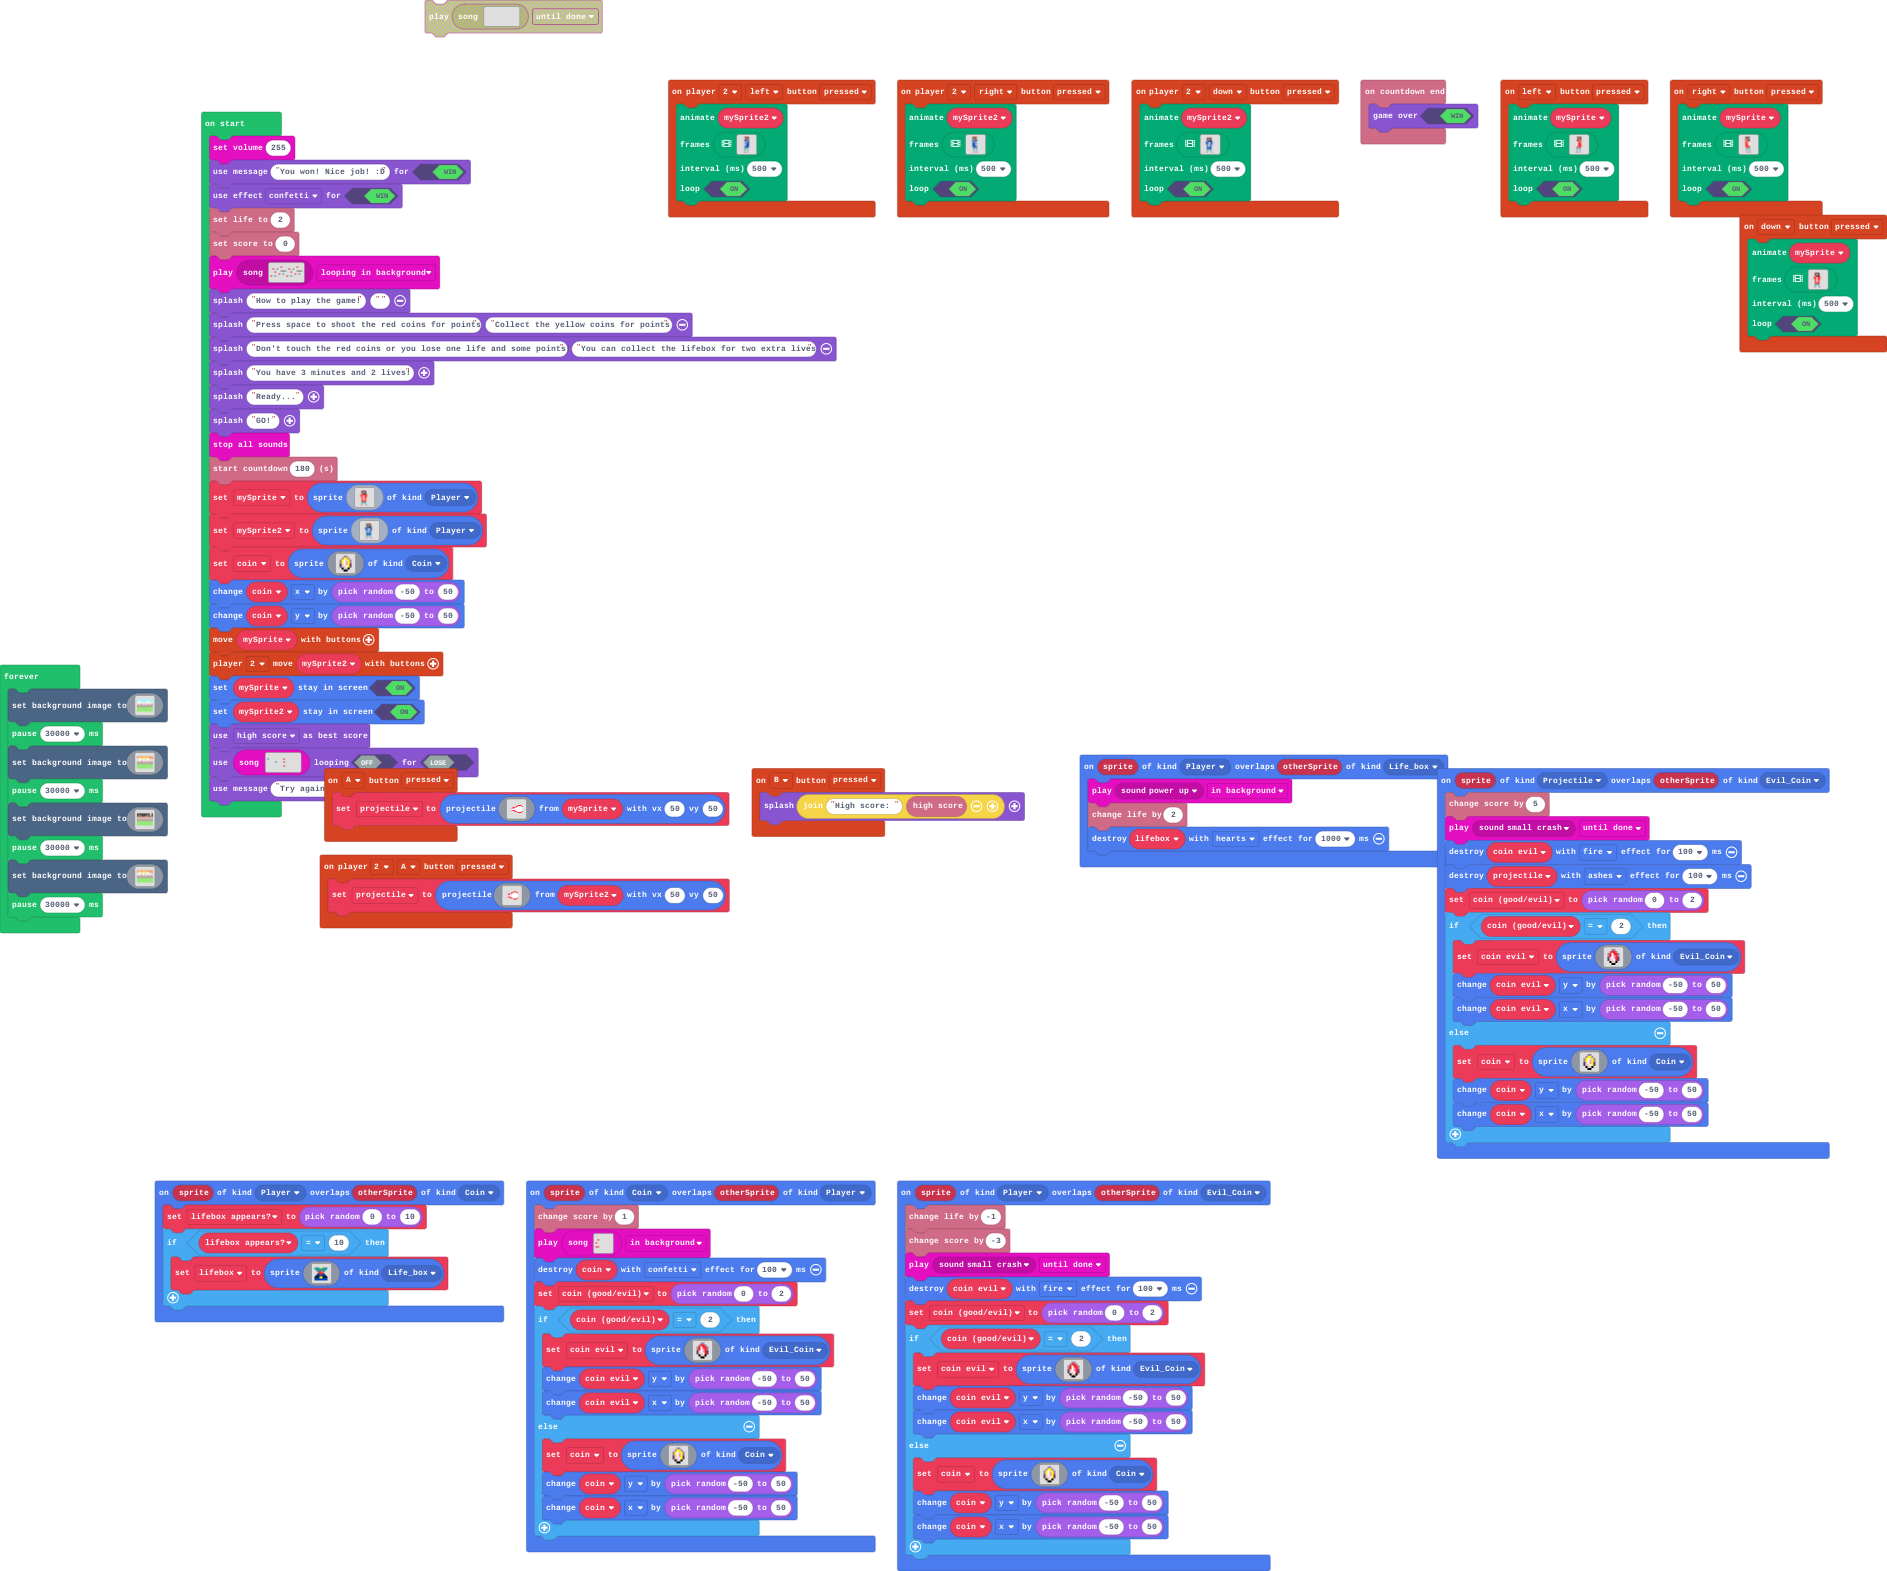 play song until done
on start
set volume 255
use message "You won! Nice job! :D" for WIN
use effect confetti for WIN
set life to 2
set score to 0
play song looping in background
splash "How to play the game!" ""
splash "Press space to shoot the red coins for points" "Collect the yellow coins for points"
splash "Don't touch the red coins or you lose one life and some points" "You can collect the lifebox for two extra lives"
splash "You have 3 minutes and 2 lives!"
splash "Ready..."
splash "GO!"
stop all sounds
start countdown 180 (s)
set mySprite to sprite of kind Player
set mySprite2 to sprite of kind Player
set coin to sprite of kind Coin
change coin x by pick random -50 to 50
change coin y by pick random -50 to 50
move mySprite with buttons
player 2 move mySprite2 with buttons
set mySprite stay in screen ON
set mySprite2 stay in screen ON
use high score as best score
use song looping OFF for LOSE
use message "Try again
on player 2 left button pressed
animate mySprite2
frames
interval (ms) 500
loop ON
on player 2 right button pressed
animate mySprite2
frames
interval (ms) 500
loop ON
on player 2 down button pressed
animate mySprite2
frames
interval (ms) 500
loop ON
on countdown end
game over WIN
on left button pressed
animate mySprite
frames
interval (ms) 500
loop ON
on right button pressed
animate mySprite
frames
interval (ms) 500
loop ON
on down button pressed
animate mySprite
frames
interval (ms) 500
loop ON
forever
set background image to
pause 30000 ms
set background image to
pause 30000 ms
set background image to
pause 30000 ms
set background image to
pause 30000 ms
on A button pressed
set projectile to projectile from mySprite with vx 50 vy 50
on player 2 A button pressed
set projectile to projectile from mySprite2 with vx 50 vy 50
on B button pressed
splash join "High score: " high score
on sprite of kind Player overlaps otherSprite of kind Life_box
play sound power up in background
change life by 2
destroy lifebox with hearts effect for 1000 ms
on sprite of kind Projectile overlaps otherSprite of kind Evil_Coin
change score by 5
play sound small crash until done
destroy coin evil with fire effect for 100 ms
destroy projectile with ashes effect for 100 ms
set coin (good/evil) to pick random 0 to 2
if coin (good/evil) = 2 then
set coin evil to sprite of kind Evil_Coin
change coin evil y by pick random -50 to 50
change coin evil x by pick random -50 to 50
else
set coin to sprite of kind Coin
change coin y by pick random -50 to 50
change coin x by pick random -50 to 50
on sprite of kind Player overlaps otherSprite of kind Coin
set lifebox appears? to pick random 0 to 10
if lifebox appears? = 10 then
set lifebox to sprite of kind Life_box
on sprite of kind Coin overlaps otherSprite of kind Player
change score by 1
play song in background
destroy coin with confetti effect for 100 ms
set coin (good/evil) to pick random 0 to 2
if coin (good/evil) = 2 then
set coin evil to sprite of kind Evil_Coin
change coin evil y by pick random -50 to 50
change coin evil x by pick random -50 to 50
else
set coin to sprite of kind Coin
change coin y by pick random -50 to 50
change coin x by pick random -50 to 50
on sprite of kind Player overlaps otherSprite of kind Evil_Coin
change life by -1
change score by -3
play sound small crash until done
destroy coin evil with fire effect for 100 ms
set coin (good/evil) to pick random 0 to 2
if coin (good/evil) = 2 then
set coin evil to sprite of kind Evil_Coin
change coin evil y by pick random -50 to 50
change coin evil x by pick random -50 to 50
else
set coin to sprite of kind Coin
change coin y by pick random -50 to 50
change coin x by pick random -50 to 50